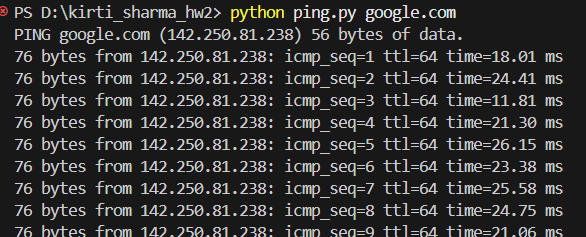 PS D:\kirti_sharma_hw2> python ping.py google.com
PING google.com (142.250.81.238) 56 bytes of data.
76 bytes from 142.250.81.238: icmp_seq=1 ttl=64 time=18.01 ms
76 bytes from 142.250.81.238: icmp_seq=2 ttl=64 time=24.41 ms
76 bytes from 142.250.81.238: icmp_seq=3 ttl=64 time=11.81 ms
76 bytes from 142.250.81.238: icmp_seq=4 ttl=64 time=21.30 ms
76 bytes from 142.250.81.238: icmp_seq=5 ttl=64 time=26.15 ms
76 bytes from 142.250.81.238: icmp_seq=6 ttl=64 time=23.38 ms
76 bytes from 142.250.81.238: icmp_seq=7 ttl=64 time=25.58 ms
76 bytes from 142.250.81.238: icmp_seq=8 ttl=64 time=24.75 ms
76 bytes from 142.250.81.238: icmp_seq=9 ttl=64 time=21.06 ms